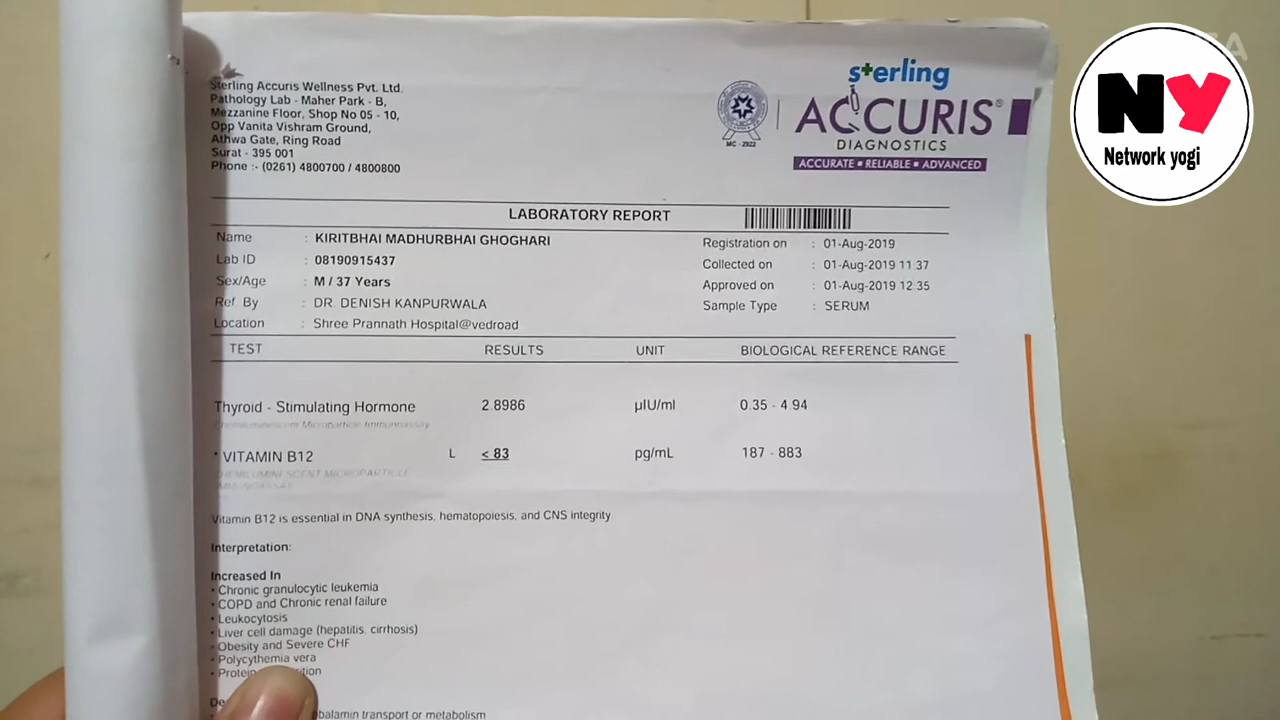 Sterling Accuris Wellness Pvt. Ltd.
Pathology Lab - Maher Park - B,
Mezzanine Floor, Shop No 05 - 10,
Opp Vanita Vishram Ground,
Athwa Gate, Ring Road
Surat - 395 001
Phone :- (0261) 4800700 / 4800800
MC - 2922
sterling
ACCURIS®
DIAGNOSTICS
ACCURATE ▪ RELIABLE ▪ ADVANCED
NY
Network yogi
LABORATORY REPORT
Name : KIRITBHAI MADHURBHAI GHOGHARI Registration on : 01-Aug-2019
Lab ID : 08190915437 Collected on : 01-Aug-2019 11:37
Sex/Age : M / 37 Years Approved on : 01-Aug-2019 12:35
Ref By : DR. DENISH KANPURWALA Sample Type : SERUM
Location : Shree Prannath Hospital@vedroad
TEST RESULTS UNIT BIOLOGICAL REFERENCE RANGE
Thyroid - Stimulating Hormone 2.8986 µIU/ml 0.35 - 4.94
Chemiluminescent Microparticle Immunoassay
* VITAMIN B12 L < 83 pg/mL 187 - 883
CHEMILUMINESCENT MICROPARTICLE
IMMUNOASSAY
Vitamin B12 is essential in DNA synthesis, hematopoiesis, and CNS integrity.
Interpretation:
Increased In
• Chronic granulocytic leukemia
• COPD and Chronic renal failure
• Leukocytosis
• Liver cell damage (hepatitis, cirrhosis)
• Obesity and Severe CHF
• Polycythemia vera
• Protein
transport or metabolism